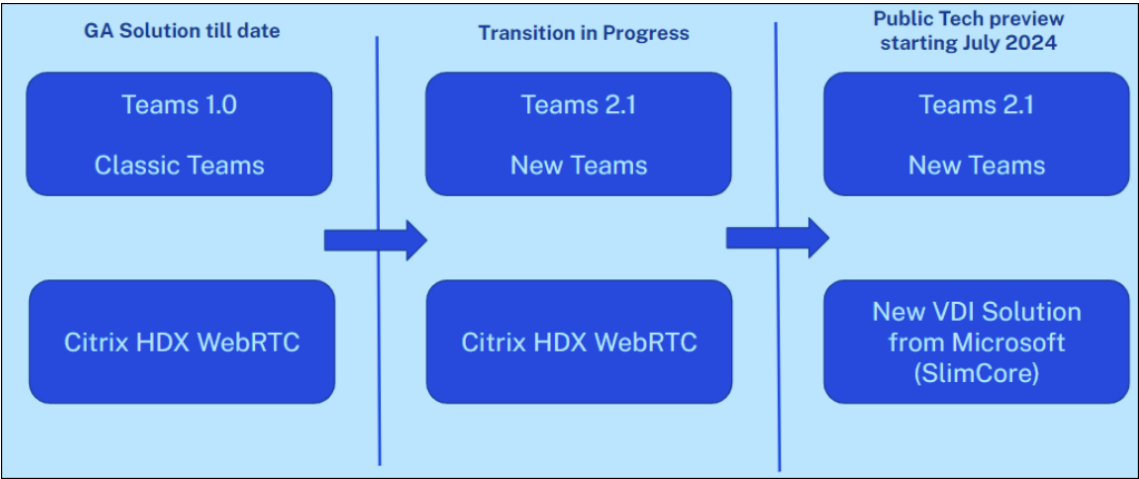 GA Solution till date
Teams 1.0
Classic Teams
Citrix HDX WebRTC
Transition in Progress
Teams 2.1
New Teams
Citrix HDX WebRTC
Public Tech preview
starting July 2024
Teams 2.1
New Teams
New VDI Solution
from Microsoft
(SlimCore)